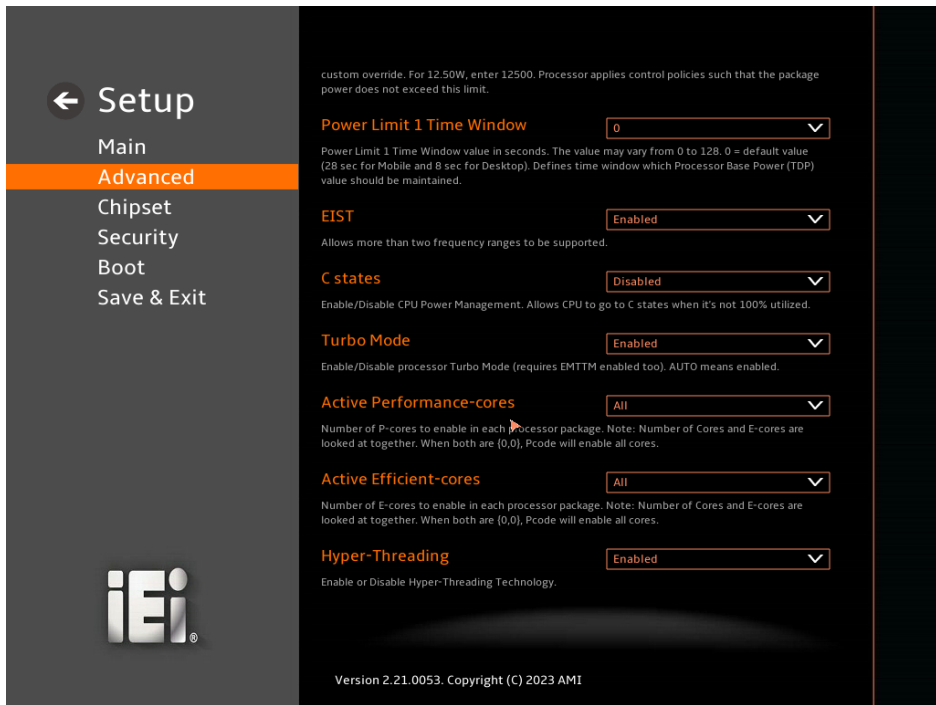 Setup
Main
Advanced
Chipset
Security
Boot
Save & Exit
custom override. For 12.50W, enter 12500. Processor applies control policies such that the package
power does not exceed this limit.
Power Limit 1 Time Window
0
Power Limit 1 Time Window value in seconds. The value may vary from 0 to 128. 0 = default value
(28 sec for Mobile and 8 sec for Desktop). Defines time window which Processor Base Power (TDP)
value should be maintained.
EIST
Enabled
Allows more than two frequency ranges to be supported.
C states
Disabled
Enable/Disable CPU Power Management. Allows CPU to go to C states when it's not 100% utilized.
Turbo Mode
Enabled
Enable/Disable processor Turbo Mode (requires EMTTM enabled too). AUTO means enabled.
Active Performance-cores
All
Number of P-cores to enable in each processor package. Note: Number of Cores and E-cores are
looked at together. When both are {0,0}, Pcode will enable all cores.
Active Efficient-cores
All
Number of E-cores to enable in each processor package. Note: Number of Cores and E-cores are
looked at together. When both are {0,0}, Pcode will enable all cores.
Hyper-Threading
Enabled
Enable or Disable Hyper-Threading Technology.
iEi®
Version 2.21.0053. Copyright (C) 2023 AMI